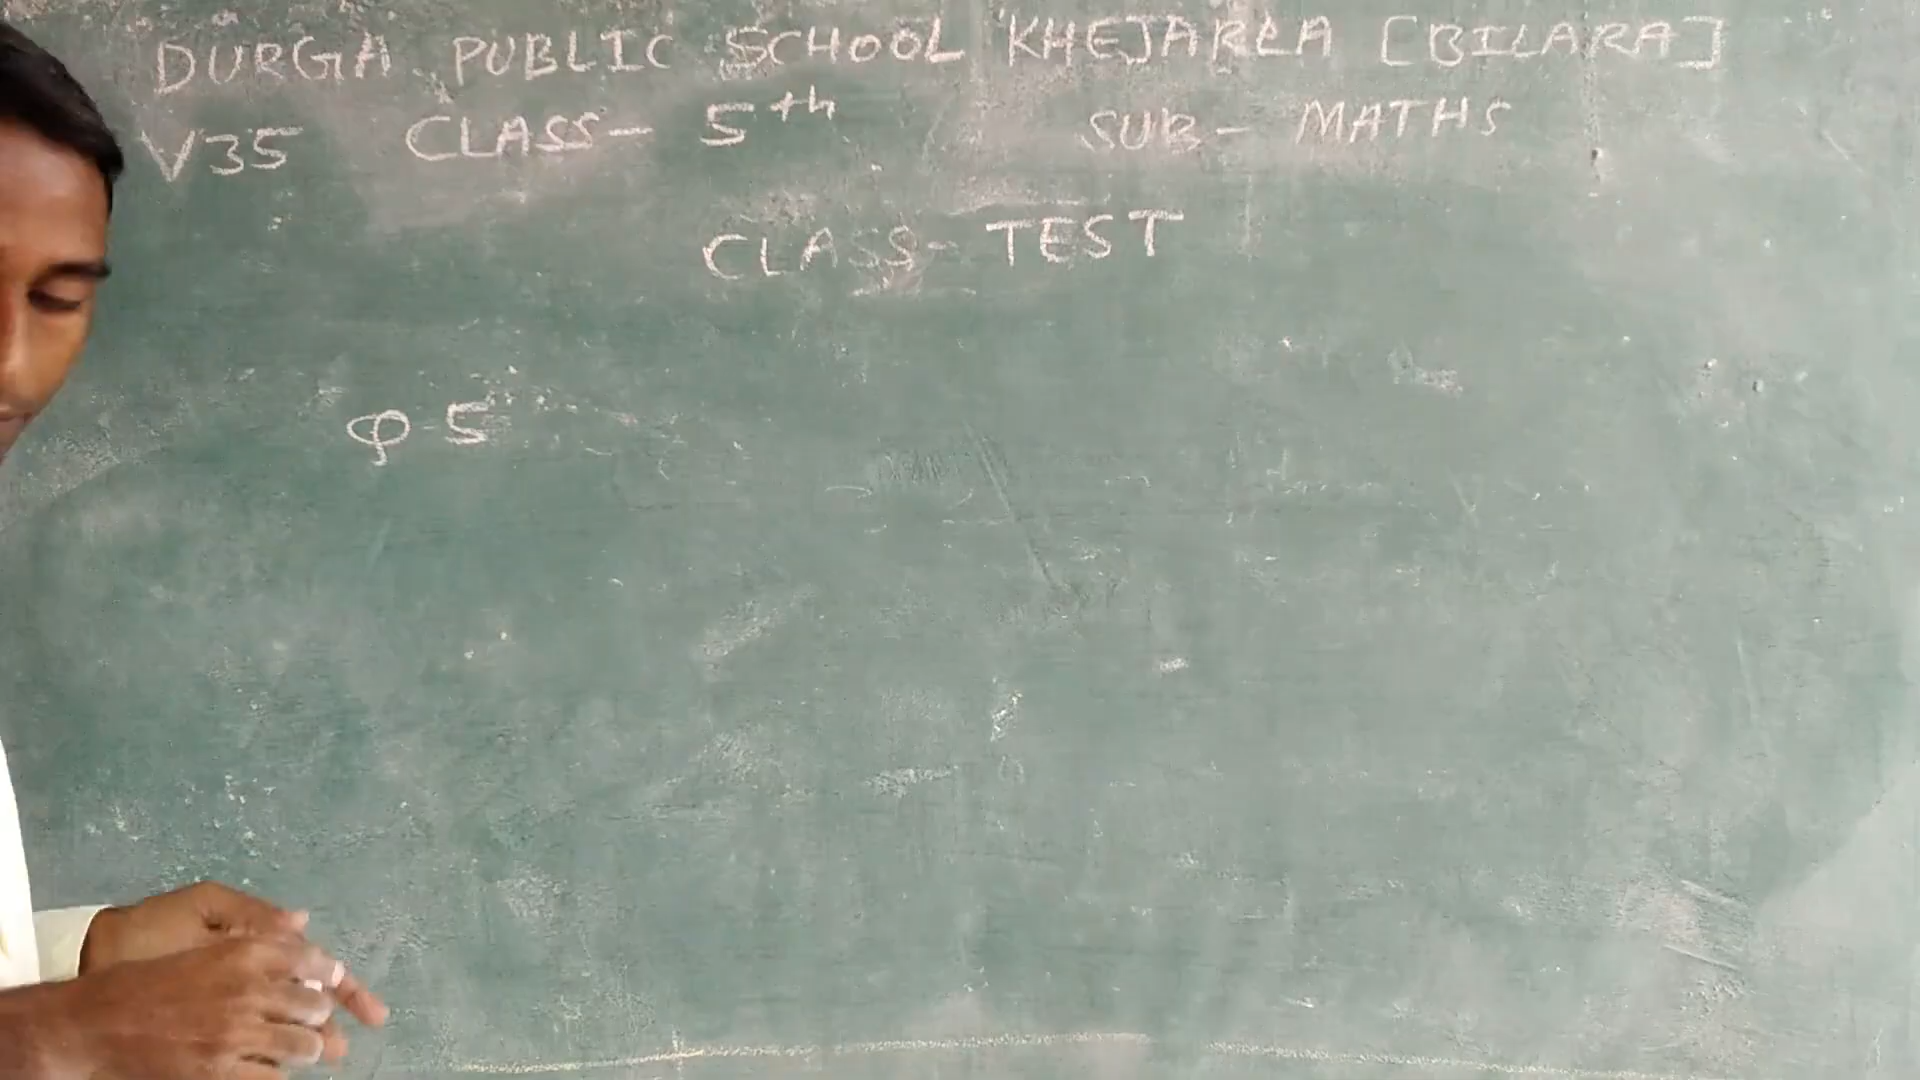 DURGA PUBLIC SCHOOL KHEJARLA [BILARA]
V35 CLASS- 5th SUB- MATHS
CLASS-TEST
Q.5